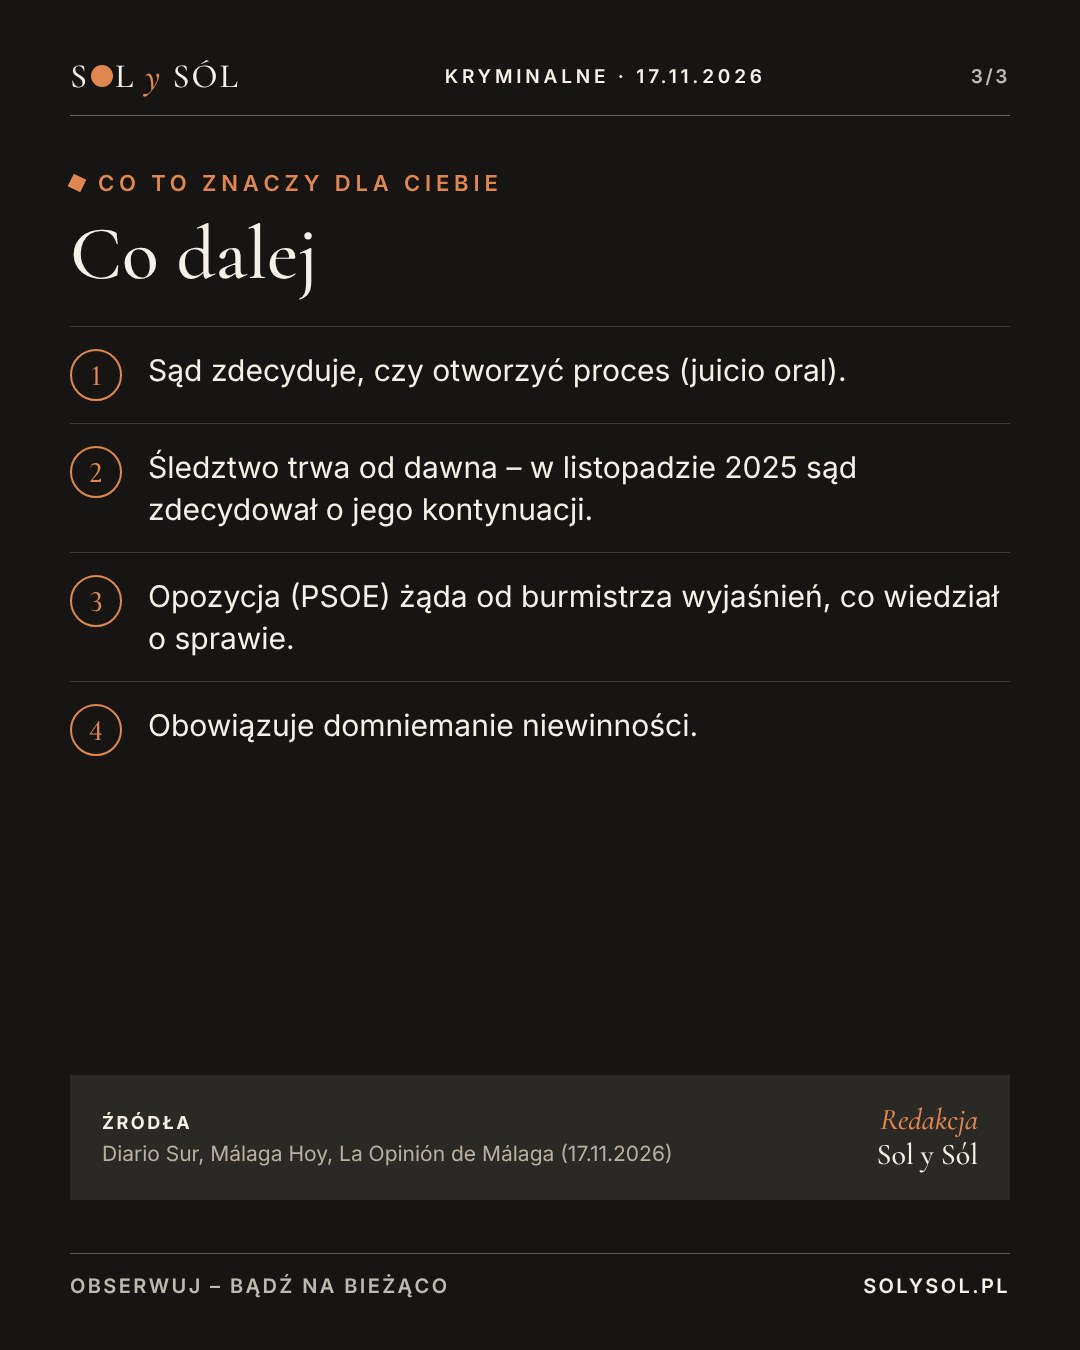 SOL y SÓL
KRYMINALNE · 17.11.2026
3/3
CO TO ZNACZY DLA CIEBIE
Co dalej
1 Sąd zdecyduje, czy otworzyć proces (juicio oral).
2 Śledztwo trwa od dawna – w listopadzie 2025 sąd
zdecydował o jego kontynuacji.
3 Opozycja (PSOE) żąda od burmistrza wyjaśnień, co wiedział
o sprawie.
4 Obowiązuje domniemanie niewinności.
ŹRÓDŁA
Diario Sur, Málaga Hoy, La Opinión de Málaga (17.11.2026)
Redakcja
Sol y Sól
OBSERWUJ – BĄDŹ NA BIEŻĄCO
SOLYSOL.PL